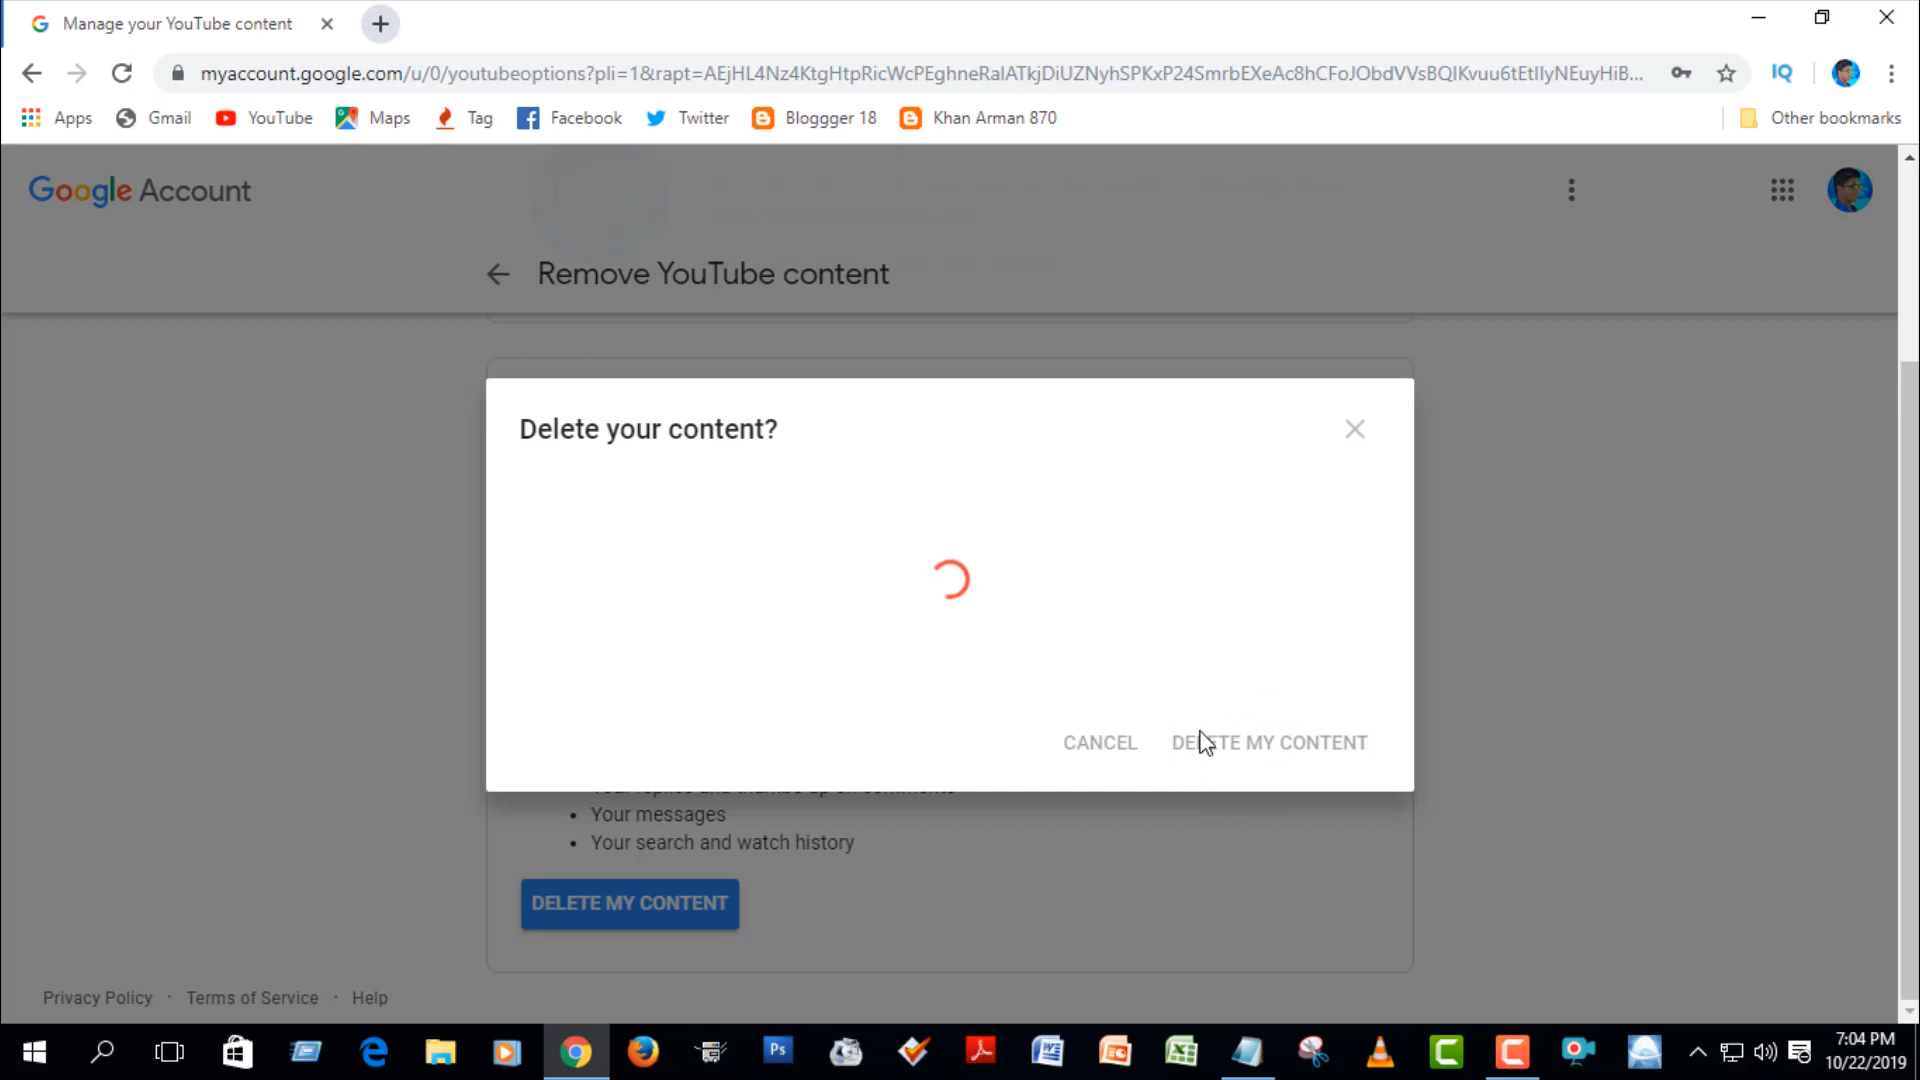 Manage your YouTube content
myaccount.google.com/u/0/youtubeoptions?pli=1&rapt=AEjHL4Nz4KtgHtpRicWcPEghneRalATkjDiUZNyhSPKxP24SmrbEXeAc8hCFoJObdVVsBQIKvuu6tEtIlyNEuyHiB...
IQ
Apps Gmail YouTube Maps Tag Facebook Twitter Bloggger 18 Khan Arman 870 Other bookmarks
Google Account
Remove YouTube content
Delete your content?
CANCEL DELETE MY CONTENT
Your messages
Your search and watch history
DELETE MY CONTENT
Privacy Policy · Terms of Service · Help
Ps
7:04 PM
10/22/2019